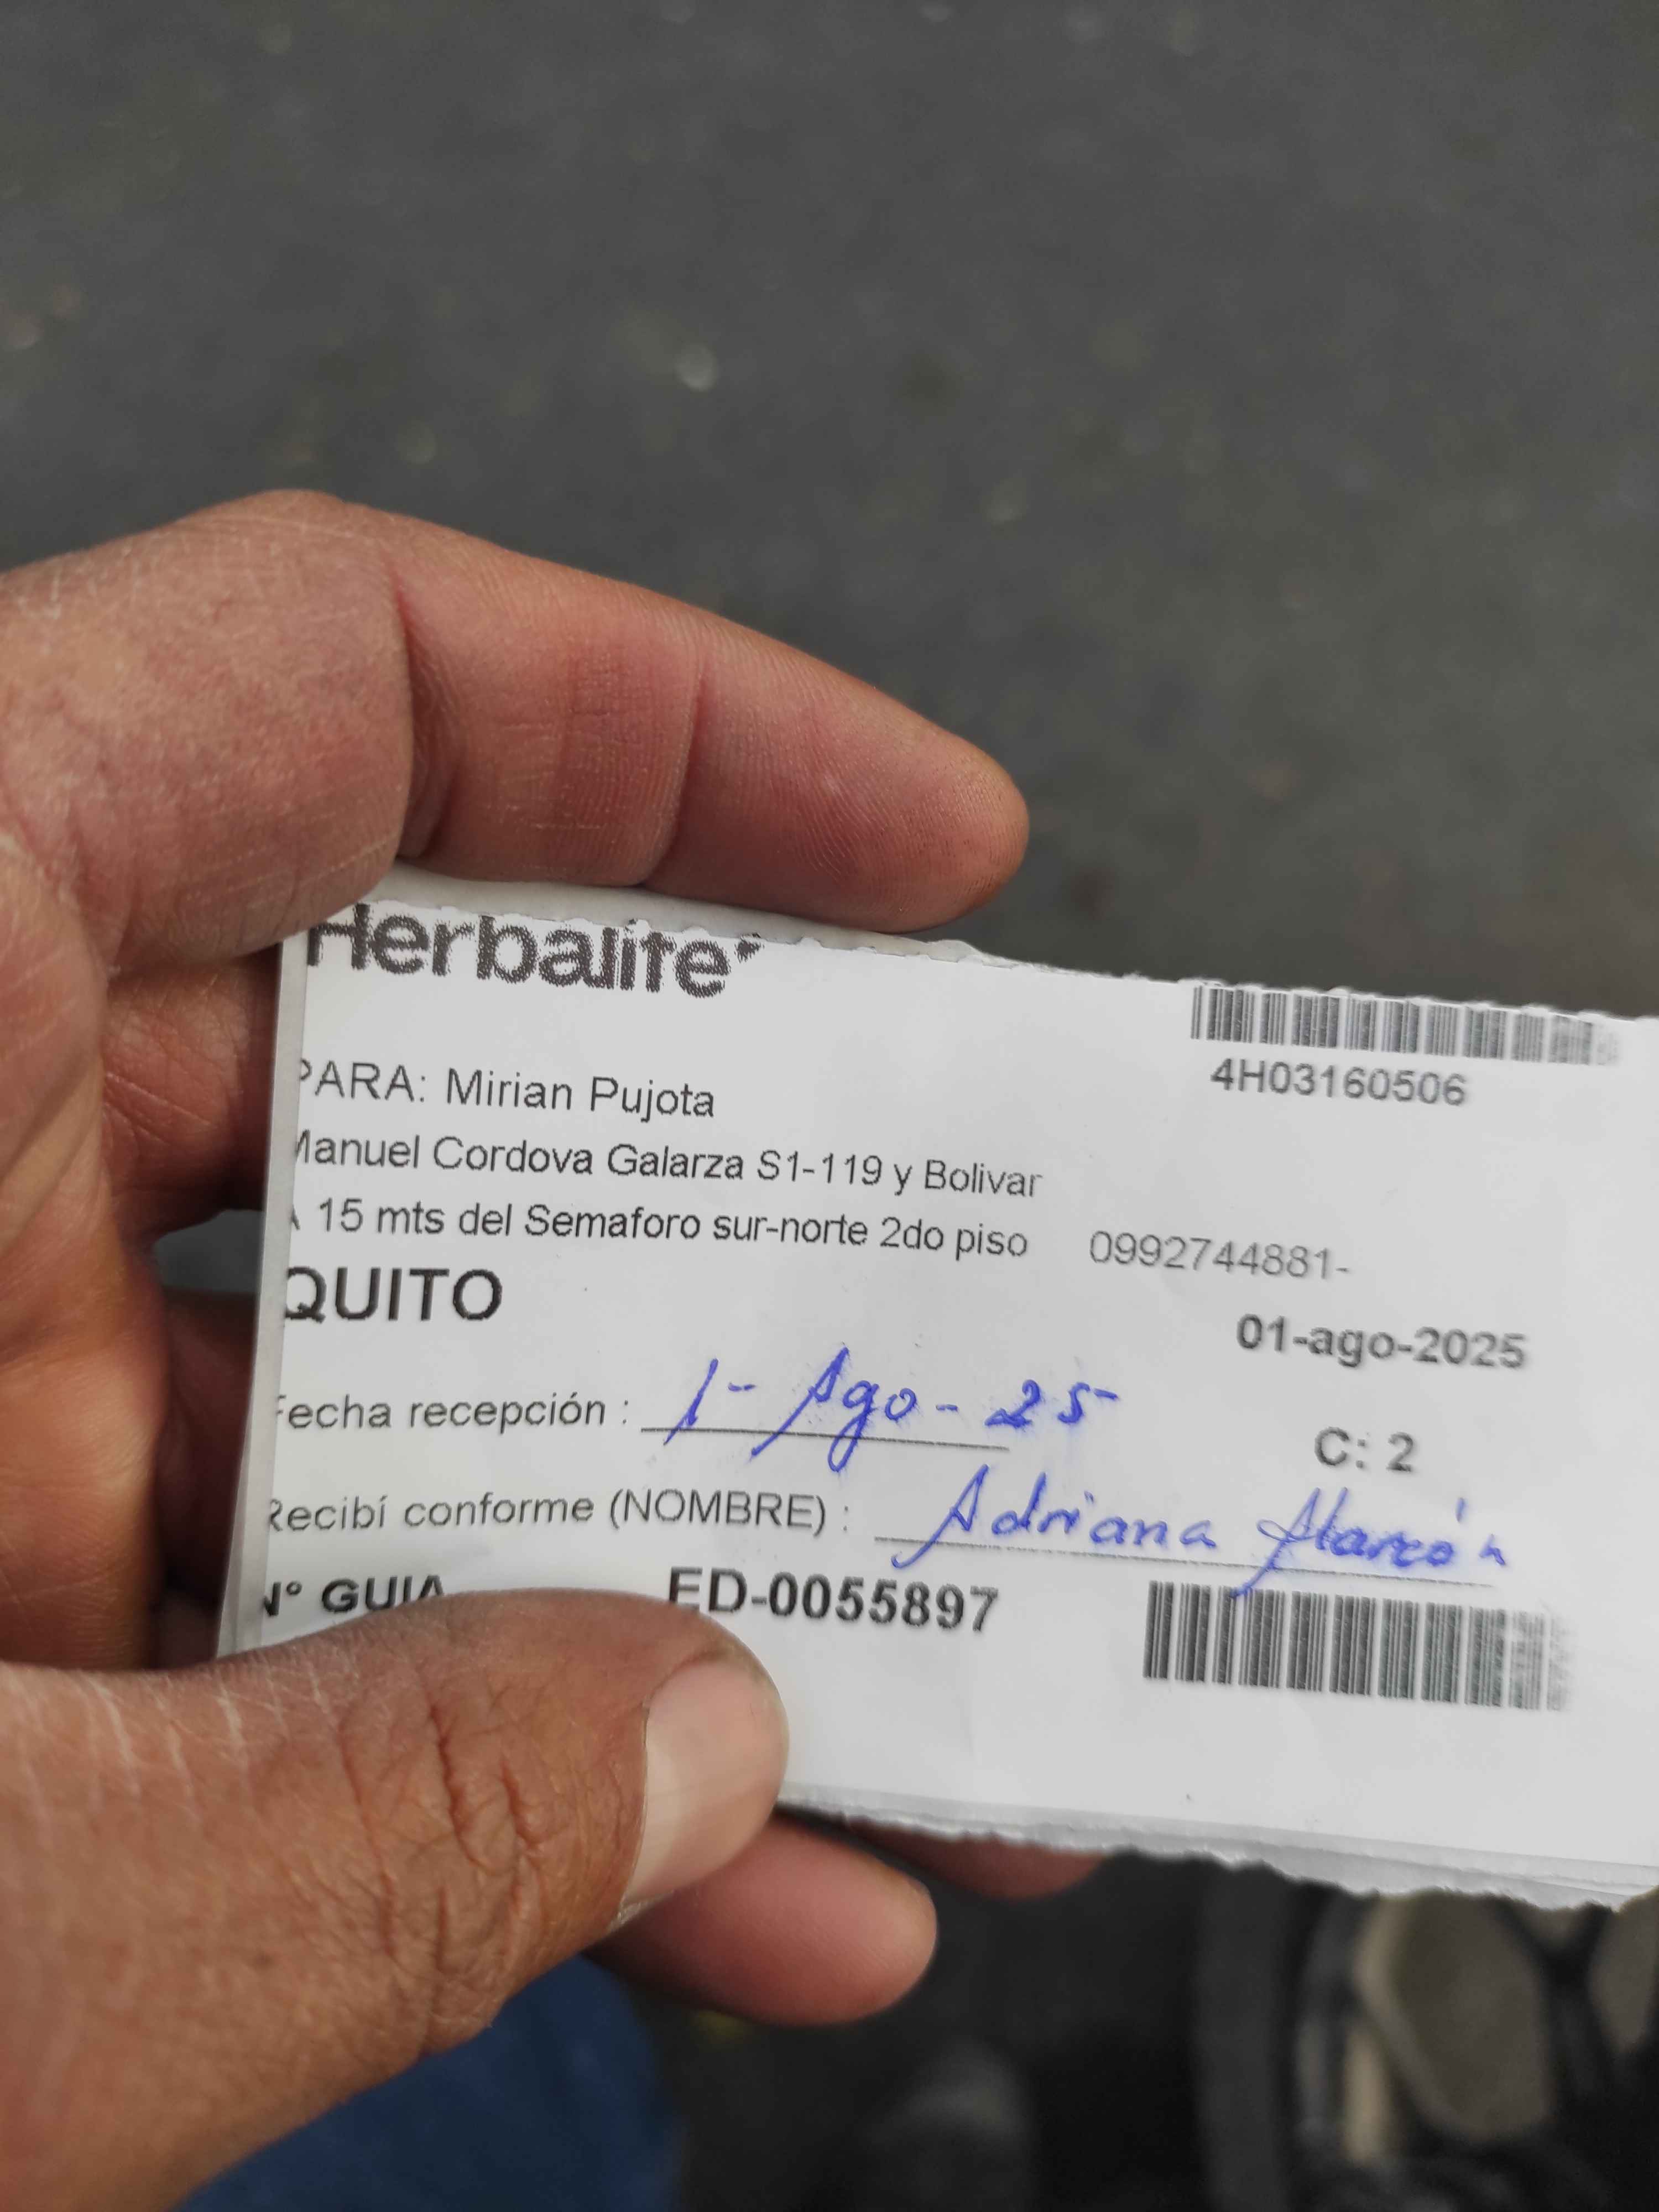 Herbalife
4H03160506
PARA: Mirian Pujota
Manuel Cordova Galarza S1-119 y Bolivar
A 15 mts del Semaforo sur-norte 2do piso 0992744881-
QUITO
01-ago-2025
Fecha recepción : 1- Ago - 25
C: 2
Recibí conforme (NOMBRE) : Adriana Alarcón
N° GUIA ED-0055897